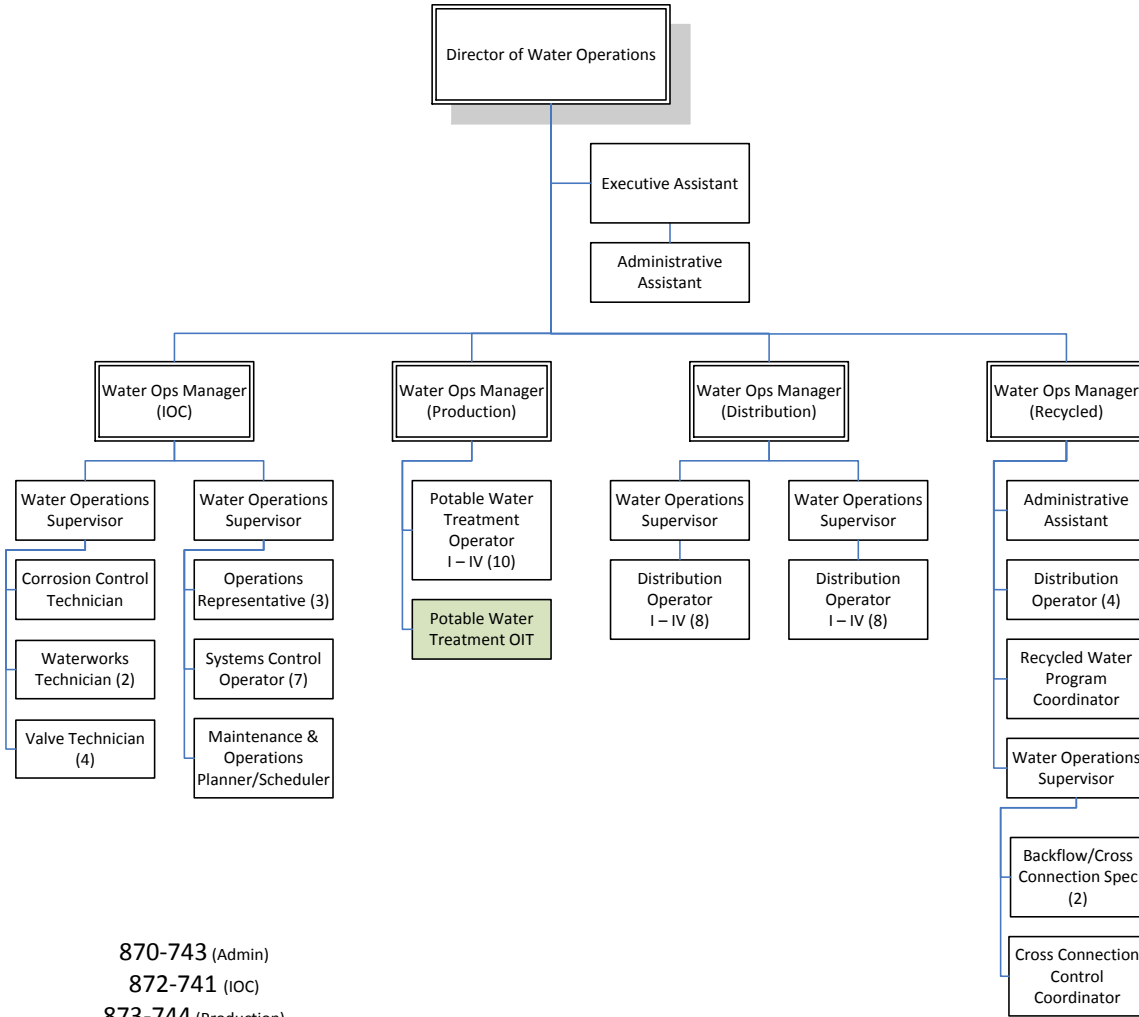 Director of Water Operations
Executive Assistant
Administrative
Assistant
Water Ops Manager
(IOC)
Water Operations
Supervisor
Corrosion Control
Technician
Waterworks
Technician (2)
Valve Technician
(4)
Water Operations
Supervisor
Operations
Representative (3)
Systems Control
Operator (7)
Maintenance &
Operations
Planner/Scheduler
Water Ops Manager
(Production)
Potable Water
Treatment
Operator
I – IV (10)
Potable Water
Treatment OIT
Water Ops Manager
(Distribution)
Water Operations
Supervisor
Distribution
Operator
I – IV (8)
Water Operations
Supervisor
Distribution
Operator
I – IV (8)
Water Ops Manager
(Recycled)
Administrative
Assistant
Distribution
Operator (4)
Recycled Water
Program
Coordinator
Water Operations
Supervisor
Backflow/Cross
Connection Spec
(2)
Cross Connection
Control
Coordinator
870-743 (Admin)
872-741 (IOC)
873-744 (Production)